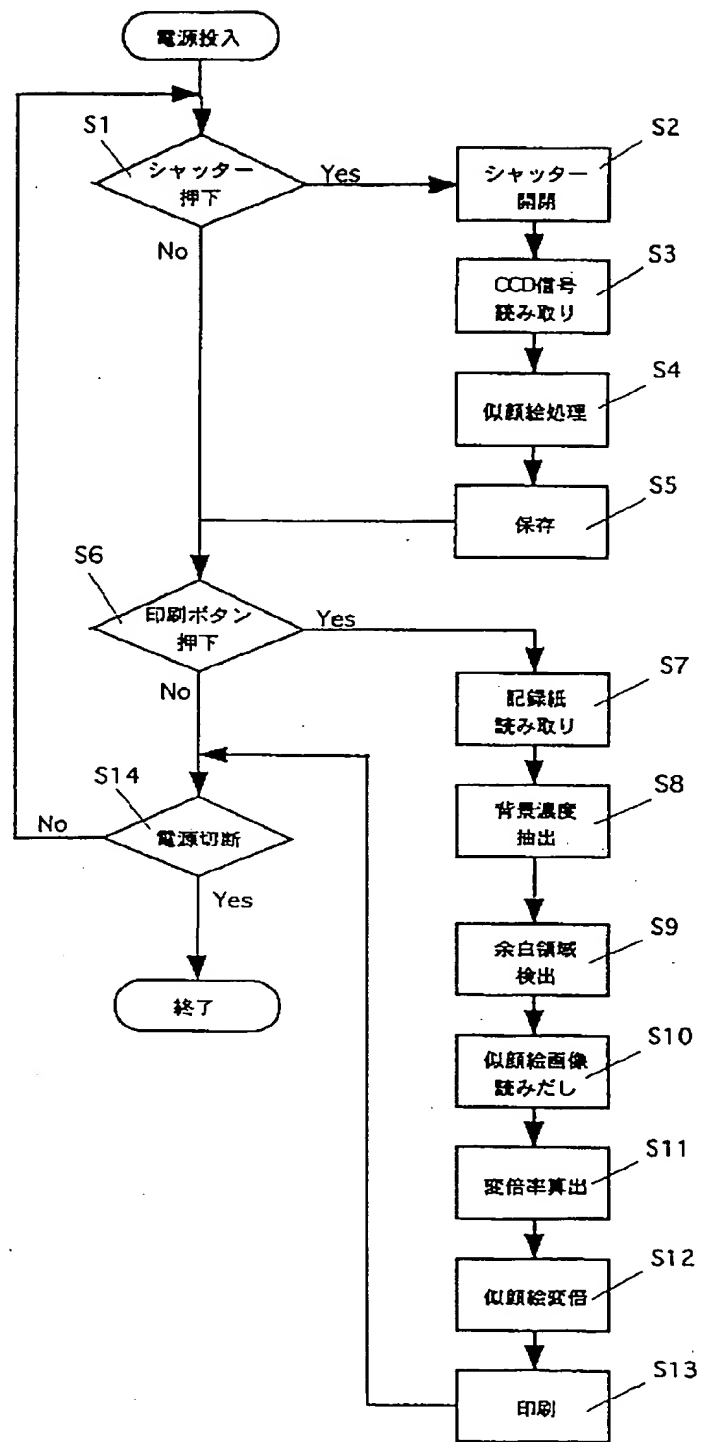 電源投入
S1
シャッター
押下
Yes
No
S2
シャッター
開閉
S3
CCD信号
読み取り
S4
似顔絵処理
S5
保存
S6
印刷ボタン
押下
Yes
No
S7
記録紙
読み取り
S8
背景濃度
抽出
S9
余白領域
検出
S10
似顔絵画像
読みだし
S11
変倍率算出
S12
似顔絵変倍
S13
印刷
S14
電源切断
No
Yes
終了